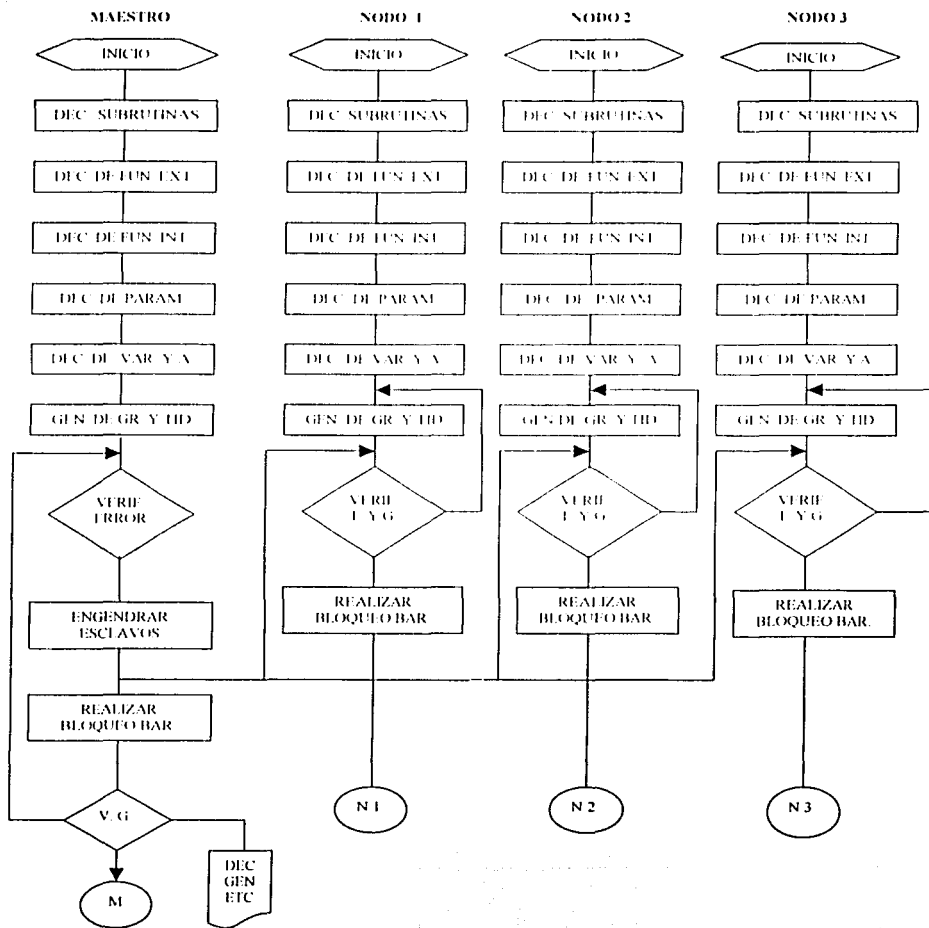 MAESTRO
NODO 1
NODO 2
NODO 3
INICIO
INICIO
INICIO
INICIO
DEC SUBRUTINAS
DEC SUBRUTINAS
DEC SUBRUTINAS
DEC SUBRUTINAS
DEC DE FUN EXT
DEC DE FUN EXT
DEC DE FUN EXT
DEC DE FUN EXT
DEC DE FUN INT
DEC DE FUN INT
DEC DE FUN INT
DEC DE FUN INT
DEC DE PARAM
DEC DE PARAM
DEC DE PARAM
DEC DE PARAM
DEC DE VAR Y A
DEC DE VAR Y A
DEC DE VAR Y A
DEC DE VAR Y A
GEN DE GR Y TID
GEN DE GR Y TID
GEN DE GR Y TID
GEN DE GR Y TID
VERIF
ERROR
VERIF
E Y G
VERIF
E Y G
VERIF
E Y G
ENGENDRAR
ESCLAVOS
REALIZAR
BLOQUEO BAR
REALIZAR
BLOQUEO BAR
REALIZAR
BLOQUEO BAR.
REALIZAR
BLOQUEO BAR
V. G
N 1
N 2
N 3
DEC
GEN
ETC
M